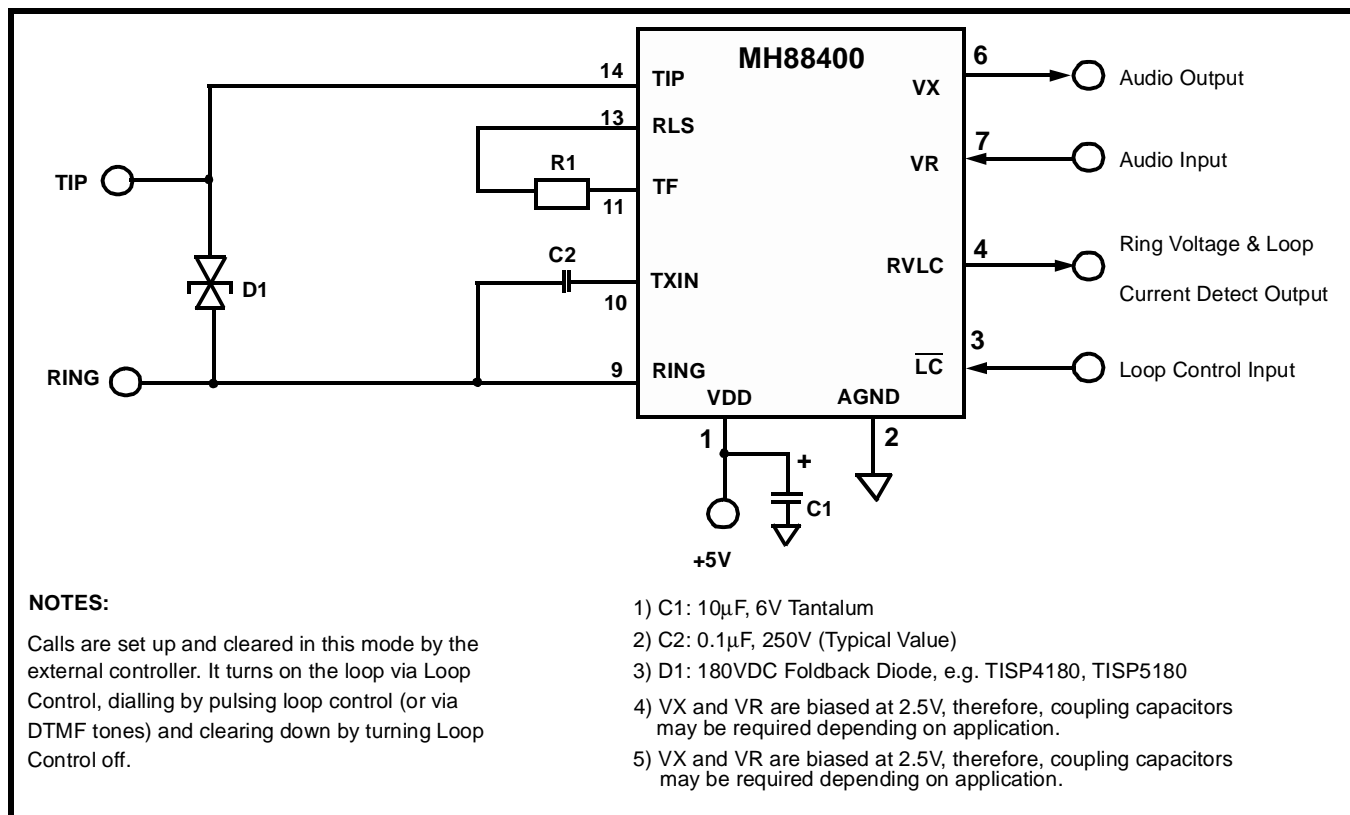 MH88400
14
TIP
6
VX
Audio Output
13
RLS
R1
7
VR
Audio Input
TIP
TF
11
C2
4
RVLC
Ring Voltage & Loop
Current Detect Output
D1
TXIN
10
3
LC
Loop Control Input
RING
9
RING
VDD
AGND
1
2
+
C1
+5V
NOTES:
Calls are set up and cleared in this mode by the
external controller. It turns on the loop via Loop
Control, dialling by pulsing loop control (or via
DTMF tones) and clearing down by turning Loop
Control off.
1) C1: 10μF, 6V Tantalum
2) C2: 0.1μF, 250V (Typical Value)
3) D1: 180VDC Foldback Diode, e.g. TISP4180, TISP5180
4) VX and VR are biased at 2.5V, therefore, coupling capacitors
may be required depending on application.
5) VX and VR are biased at 2.5V, therefore, coupling capacitors
may be required depending on application.